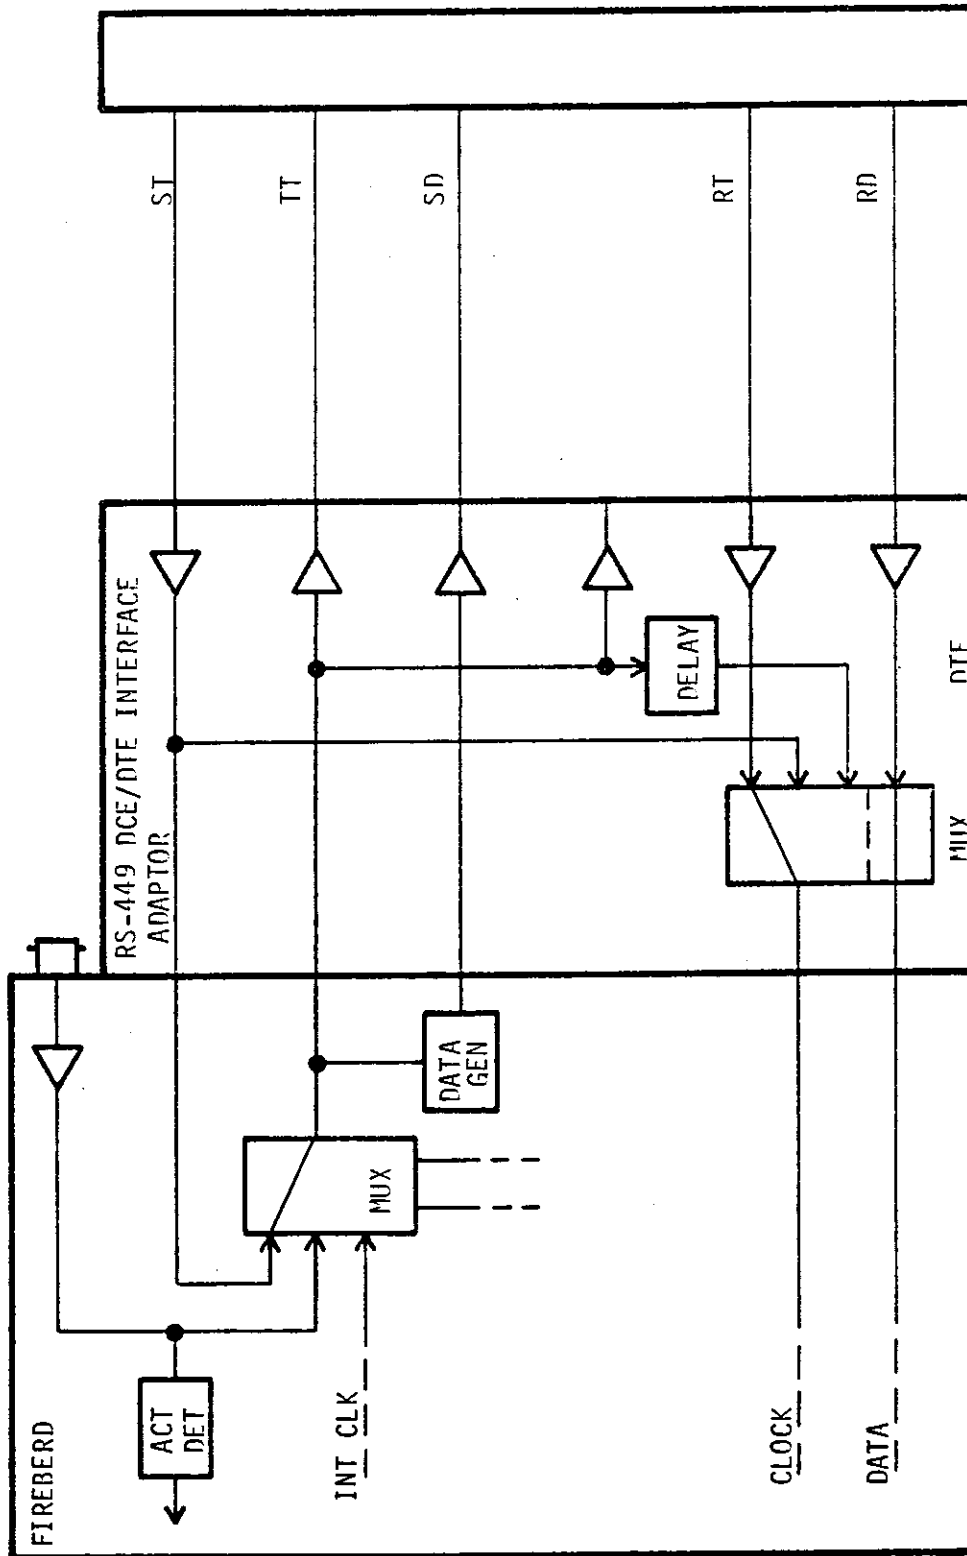 FIREBERD
ACT
DET
INT CLK
MUX
DATA
GEN
CLOCK
DATA
RS-449 DCE/DTE INTERFACE
ADAPTOR
DELAY
MUX
DTE
ST
TT
SD
RT
RD